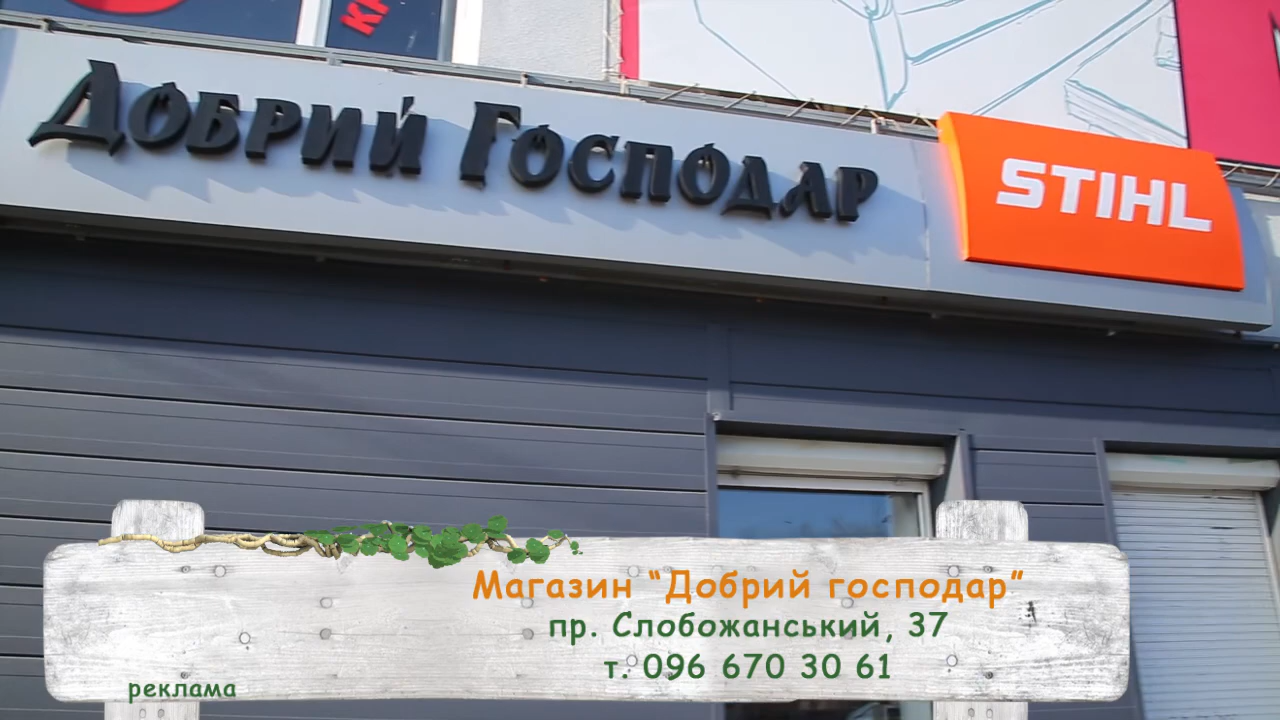 Добрий Господар
STIHL
Магазин “Добрий господар”
пр. Слобожанський, 37
т. 096 670 30 61
реклама